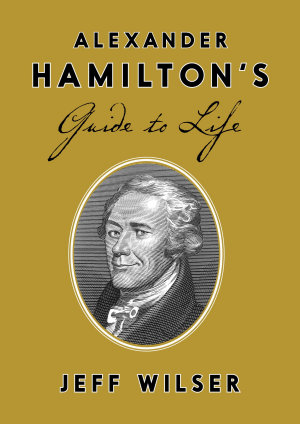 ALEXANDER
HAMILTON'S
Guide to Life
JEFF WILSER